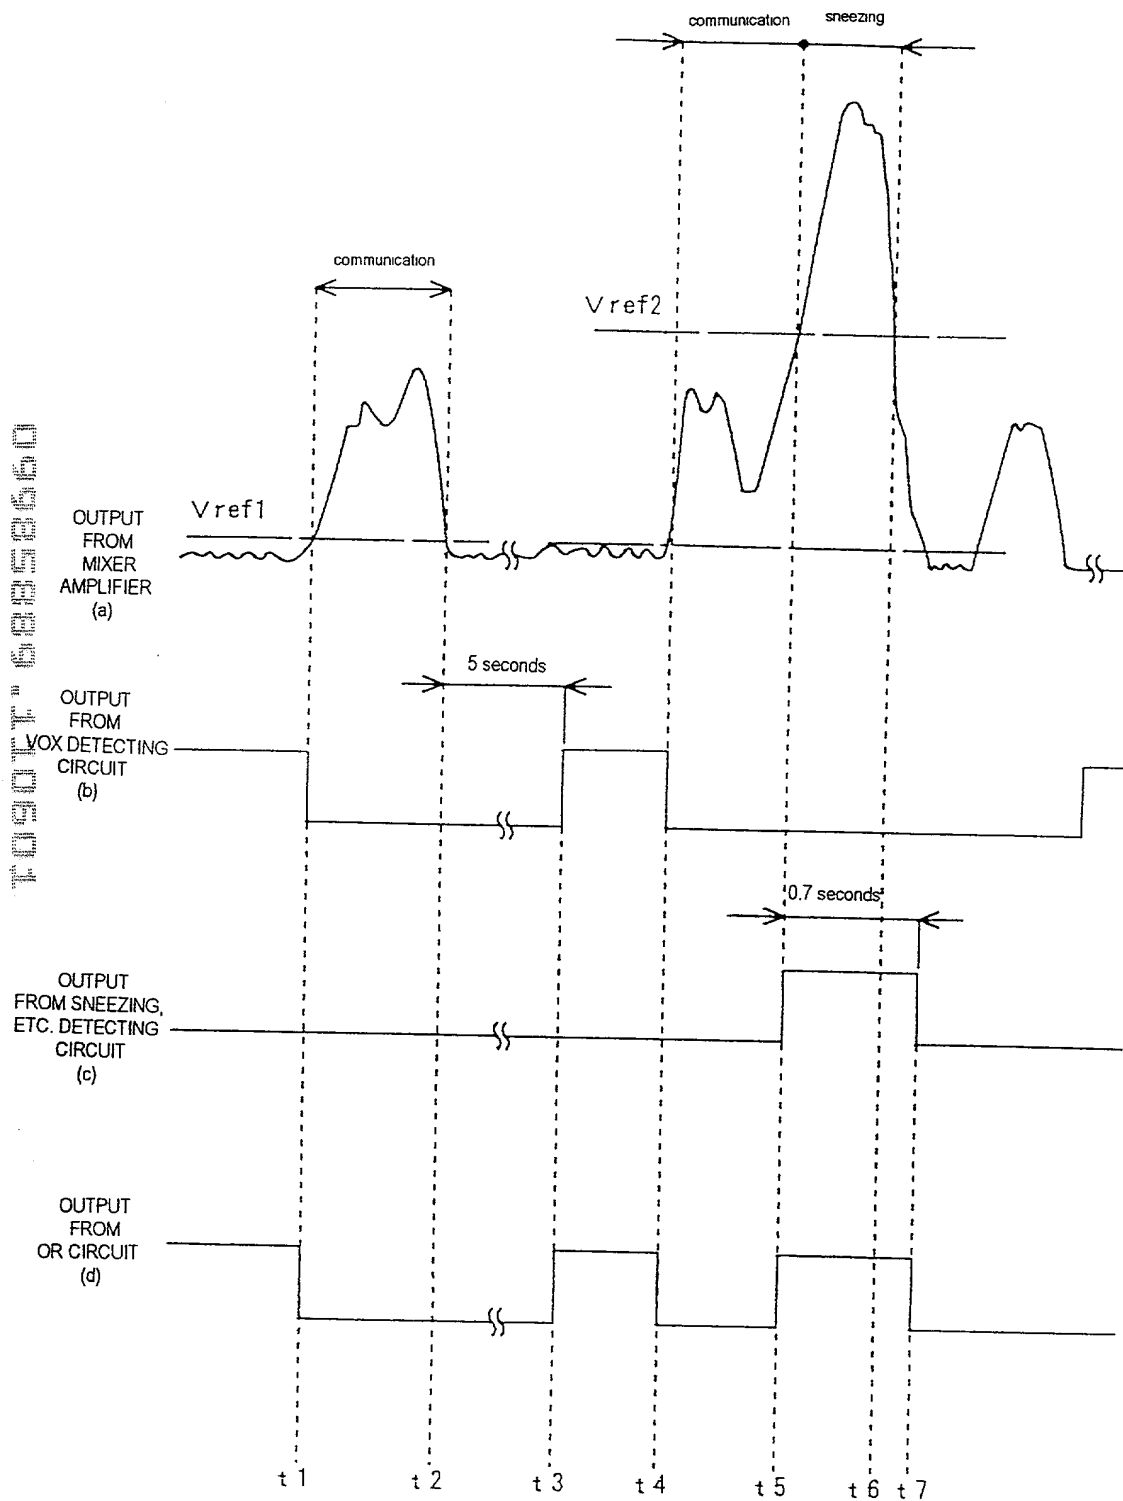 communication sneezing
communication
Vref2
Vref1
OUTPUT
FROM
MIXER
AMPLIFIER
(a)
5 seconds
OUTPUT
FROM
VOX DETECTING
CIRCUIT
(b)
0.7 seconds
OUTPUT
FROM SNEEZING,
ETC. DETECTING
CIRCUIT
(c)
OUTPUT
FROM
OR CIRCUIT
(d)
t1 t2 t3 t4 t5 t6 t7